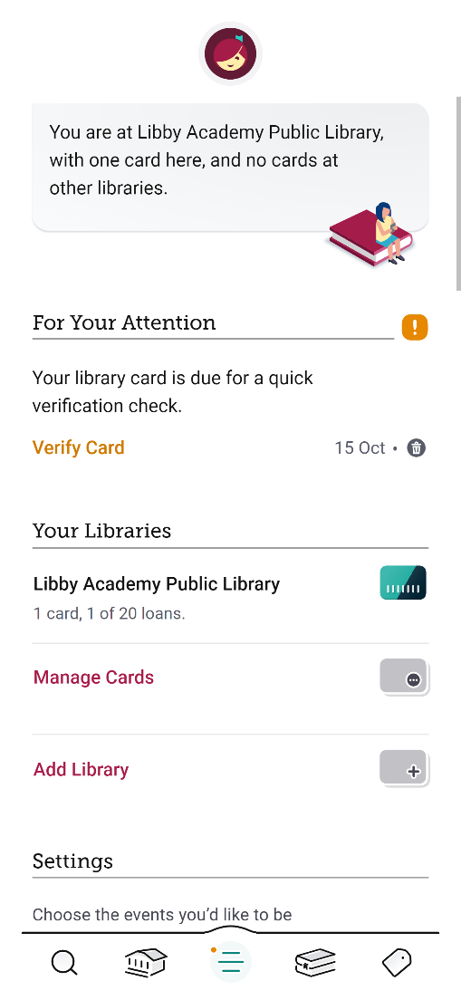 You are at Libby Academy Public Library,
with one card here, and no cards at
other libraries.
For Your Attention
Your library card is due for a quick
verification check.
Verify Card
15 Oct •
Your Libraries
Libby Academy Public Library
1 card, 1 of 20 loans.
Manage Cards
Add Library
Settings
Choose the events you’d like to be